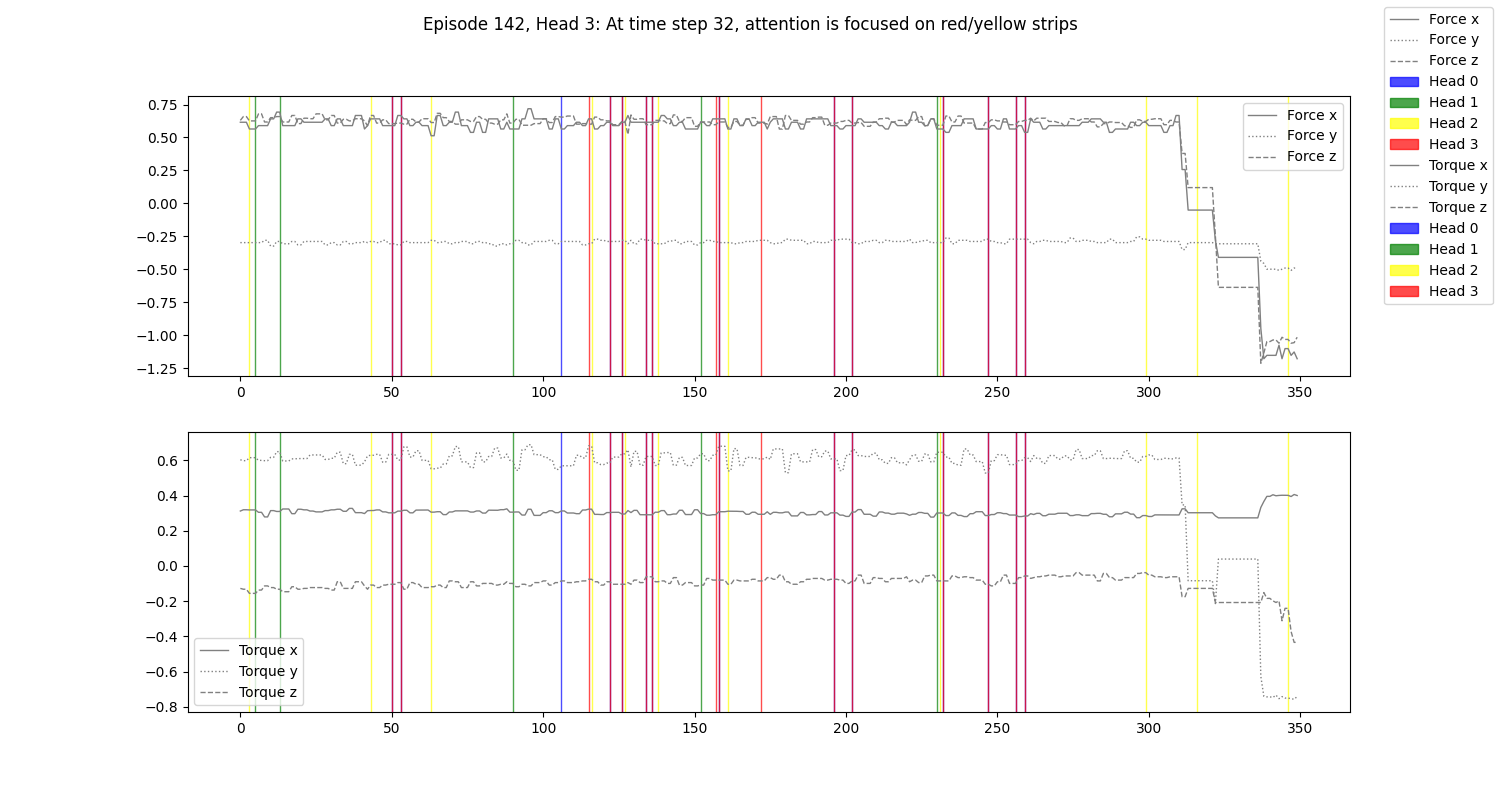 Episode 142, Head 3: At time step 32, attention is focused on red/yellow strips
Force x
Force y
Force z
Head 0
Head 1
Head 2
Head 3
Torque x
Torque y
Torque z
Head 0
Head 1
Head 2
Head 3
0.75
0.50
0.25
0.00
−0.25
−0.50
−0.75
−1.00
−1.25
Force x
Force y
Force z
0 50 100 150 200 250 300 350
0.6
0.4
0.2
0.0
−0.2
−0.4
−0.6
−0.8
Torque x
Torque y
Torque z
0 50 100 150 200 250 300 350